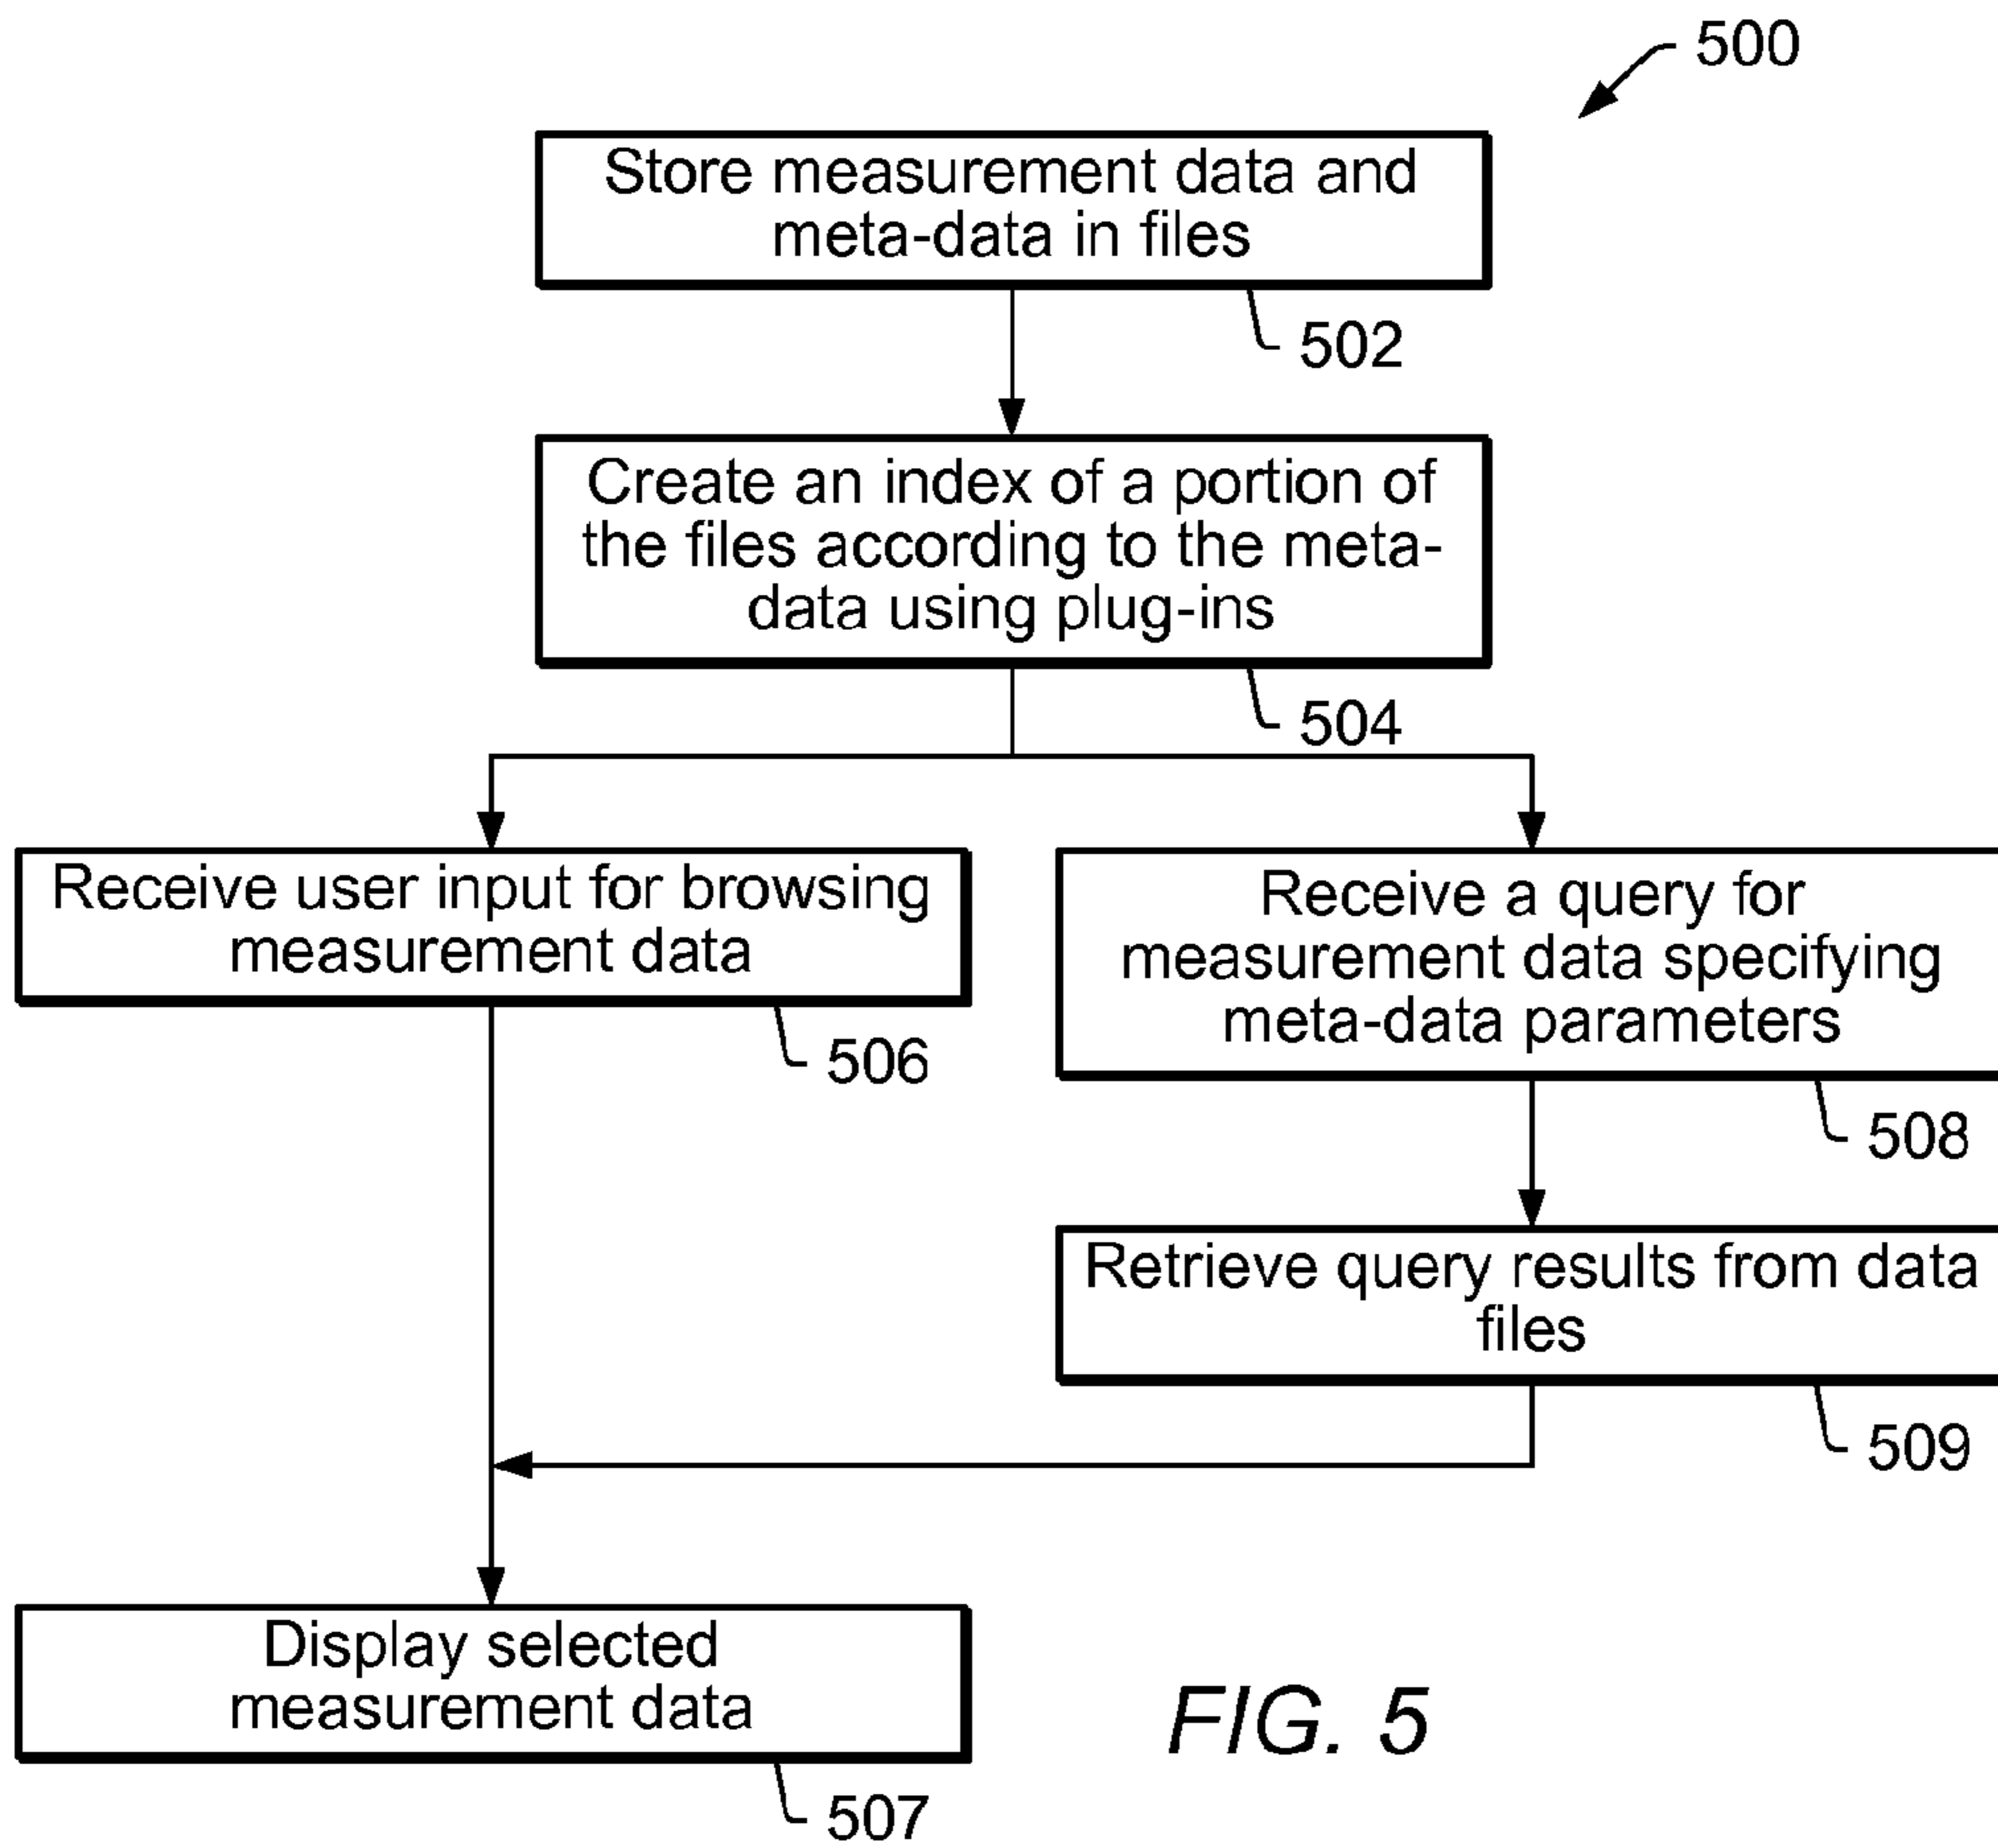 500
Store measurement data and
meta-data in files
502
Create an index of a portion of
the files according to the meta-
data using plug-ins
504
Receive user input for browsing
measurement data
506
Receive a query for
measurement data specifying
meta-data parameters
508
Retrieve query results from data
files
509
Display selected
measurement data
507
FIG. 5